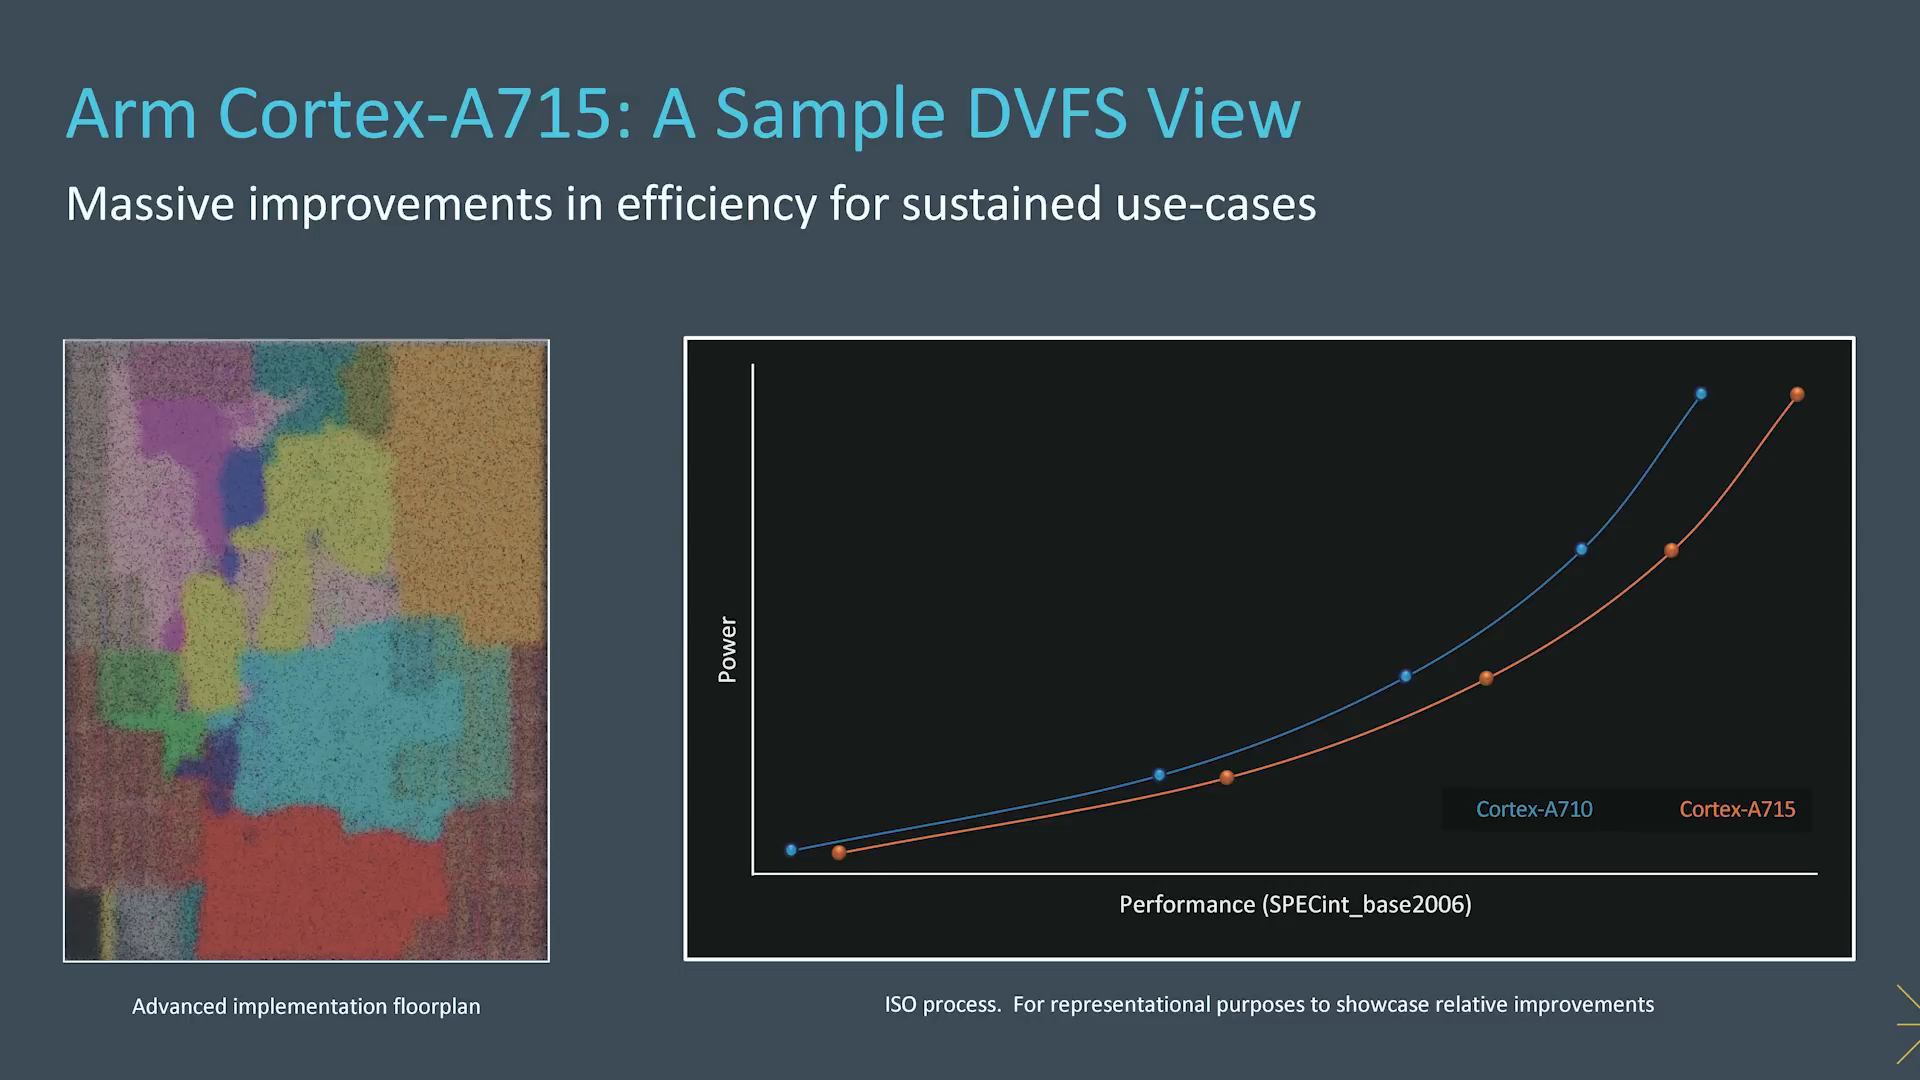 Arm Cortex-A715: A Sample DVFS View
Massive improvements in efficiency for sustained use-cases
Power
Cortex-A710
Cortex-A715
Performance (SPECint_base2006)
Advanced implementation floorplan
ISO process.  For representational purposes to showcase relative improvements